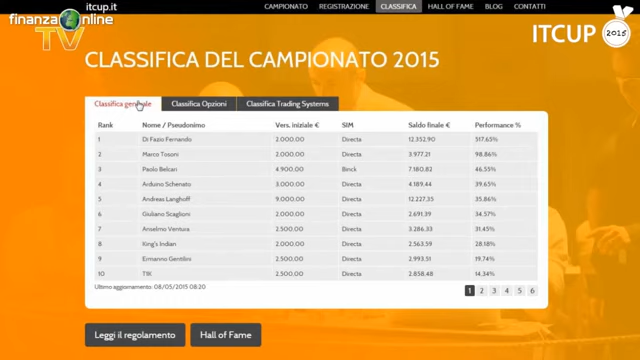 itcup.it
CAMPIONATO REGISTRAZIONE CLASSIFICA HALL OF FAME BLOG CONTATTI
finanza online
TV
ITCUP 2015
CLASSIFICA DEL CAMPIONATO 2015
Classifica generale Classifica Opzioni Classifica Trading Systems
Rank Nome / Pseudonimo Vers. iniziale € SIM Saldo finale € Performance %
1 Di Fazio Fernando 2.000,00 Directa 12.352,90 517.65%
2 Marco Tosoni 2.000,00 Directa 3.977,21 98,86%
3 Paolo Belcari 4.900,00 Binck 7.180,82 46,55%
4 Arduino Schenato 3.000,00 Directa 4.189,44 39,65%
5 Andreas Langhoff 9.000,00 Directa 12.227,35 35,86%
6 Giuliano Scaglioni 2.000,00 Directa 2.691,39 34,57%
7 Anselmo Ventura 2.500,00 Directa 3.286,33 31,45%
8 King's Indian 2.000,00 Directa 2.563,59 28,18%
9 Ermanno Gentilini 2.500,00 Directa 2.993,51 19,74%
10 T1K 2.500,00 Directa 2.858,48 14,34%
Ultimo aggiornamento: 08/05/2015 08:20
1 2 3 4 5 6
Leggi il regolamento Hall of Fame